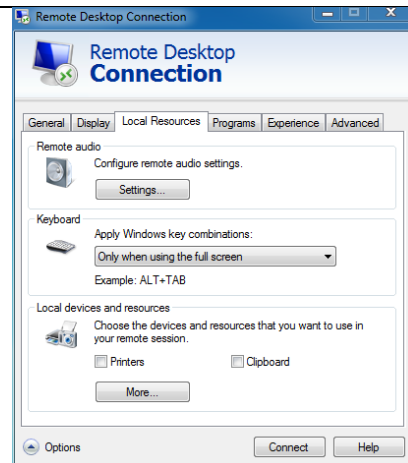 Remote Desktop Connection
Remote Desktop
Connection
General Display Local Resources Programs Experience Advanced
Remote audio
Configure remote audio settings.
Settings...
Keyboard
Apply Windows key combinations:
Only when using the full screen
Example: ALT+TAB
Local devices and resources
Choose the devices and resources that you want to use in
your remote session.
Printers Clipboard
More...
Options Connect Help